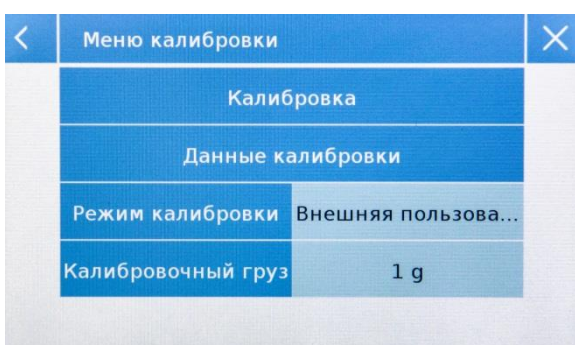 Меню калибровки
Калибровка
Данные калибровки
Режим калибровки Внешняя пользова...
Калибровочный груз 1 g